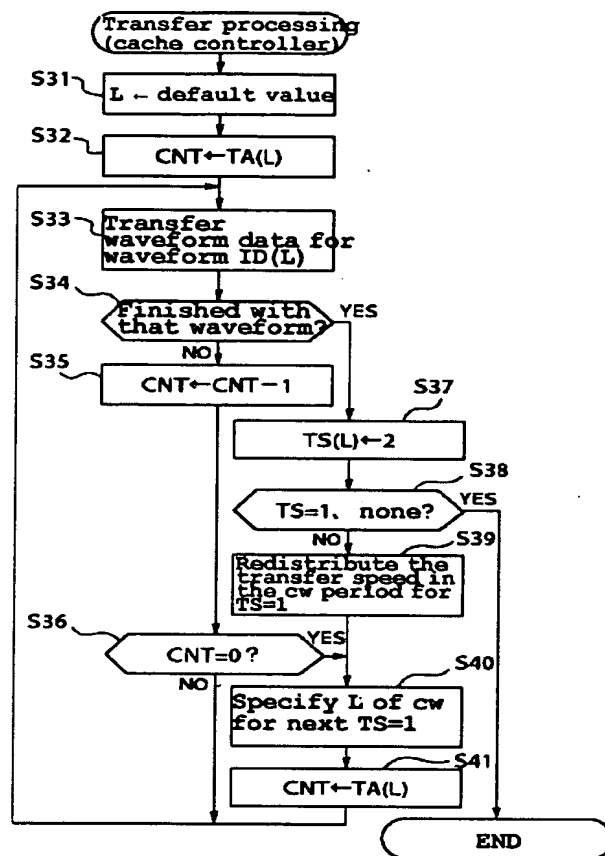 Transfer processing
(cache controller)
S31
L ← default value
S32
CNT←TA(L)
S33
Transfer
waveform data for
waveform ID(L)
S34
Finished with
that waveform?
YES
NO
S35
CNT←CNT−1
S37
TS(L)←2
S38
TS=1、 none?
YES
NO
S39
Redistribute the
transfer speed in
the cw period for
TS=1
S36
CNT=0?
YES
NO
S40
Specify L of cw
for next TS=1
S41
CNT←TA(L)
END